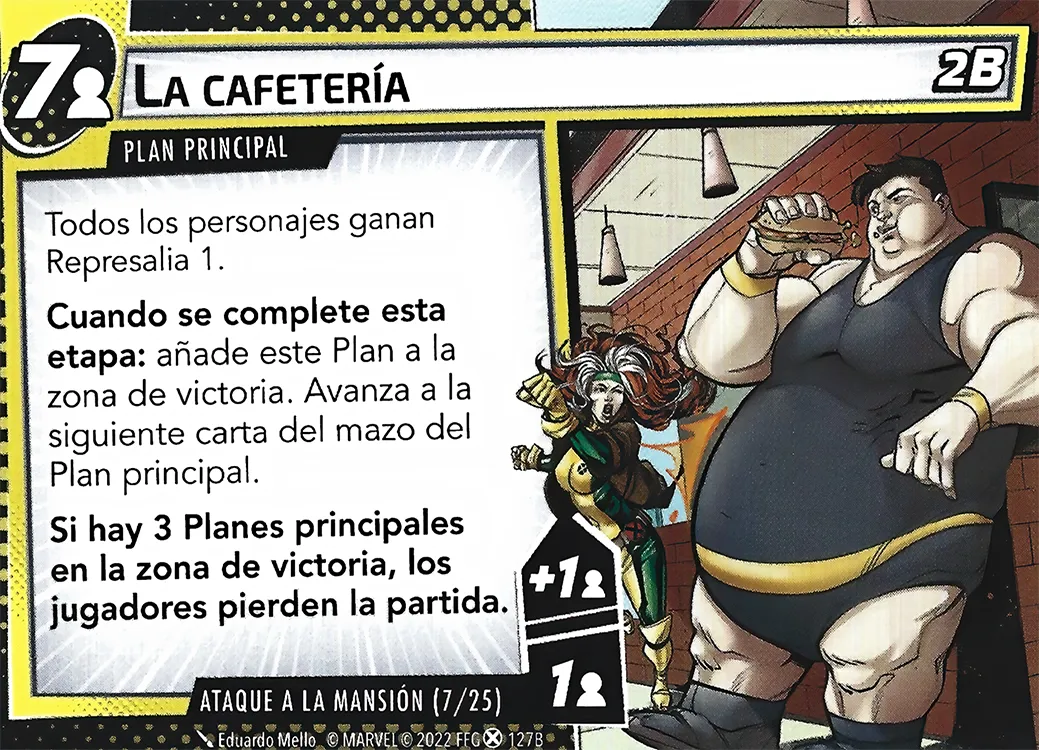 7
La cafetería
2B
Plan principal
Todos los personajes ganan
Represalia 1.
Cuando se complete esta
etapa: añade este Plan a la
zona de victoria. Avanza a la
siguiente carta del mazo del
Plan principal.
Si hay 3 Planes principales
en la zona de victoria, los
jugadores pierden la partida.
+1
1
Ataque a la Mansión (7/25)
Eduardo Mello © MARVEL © 2022 FFG 127B